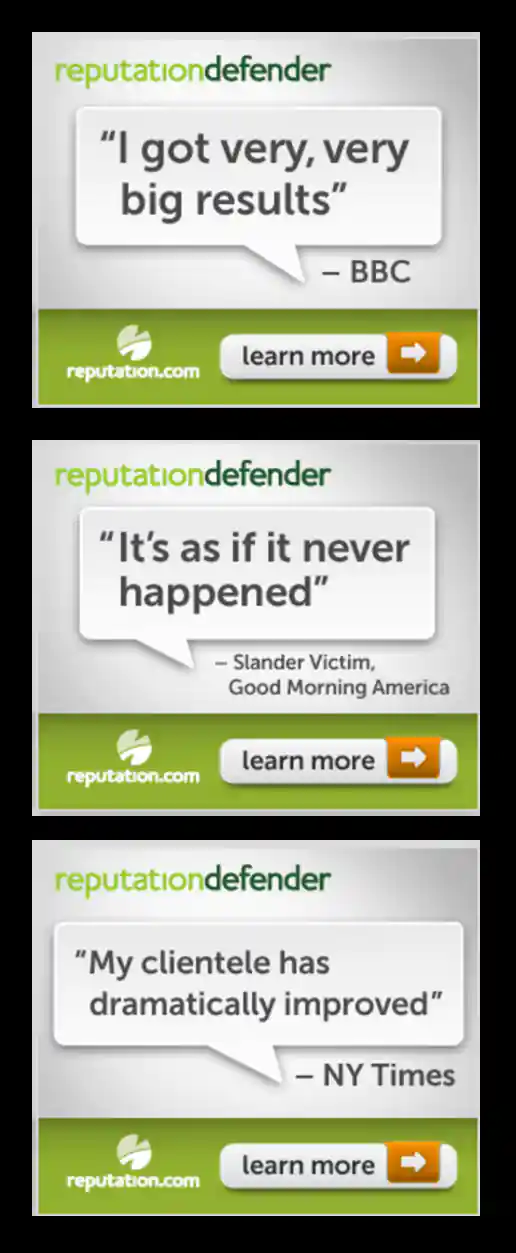 reputationdefender
“I got very, very
big results”
– BBC
reputation.com
learn more
reputationdefender
“It’s as if it never
happened”
– Slander Victim,
Good Morning America
reputation.com
learn more
reputationdefender
“My clientele has
dramatically improved”
– NY Times
reputation.com
learn more